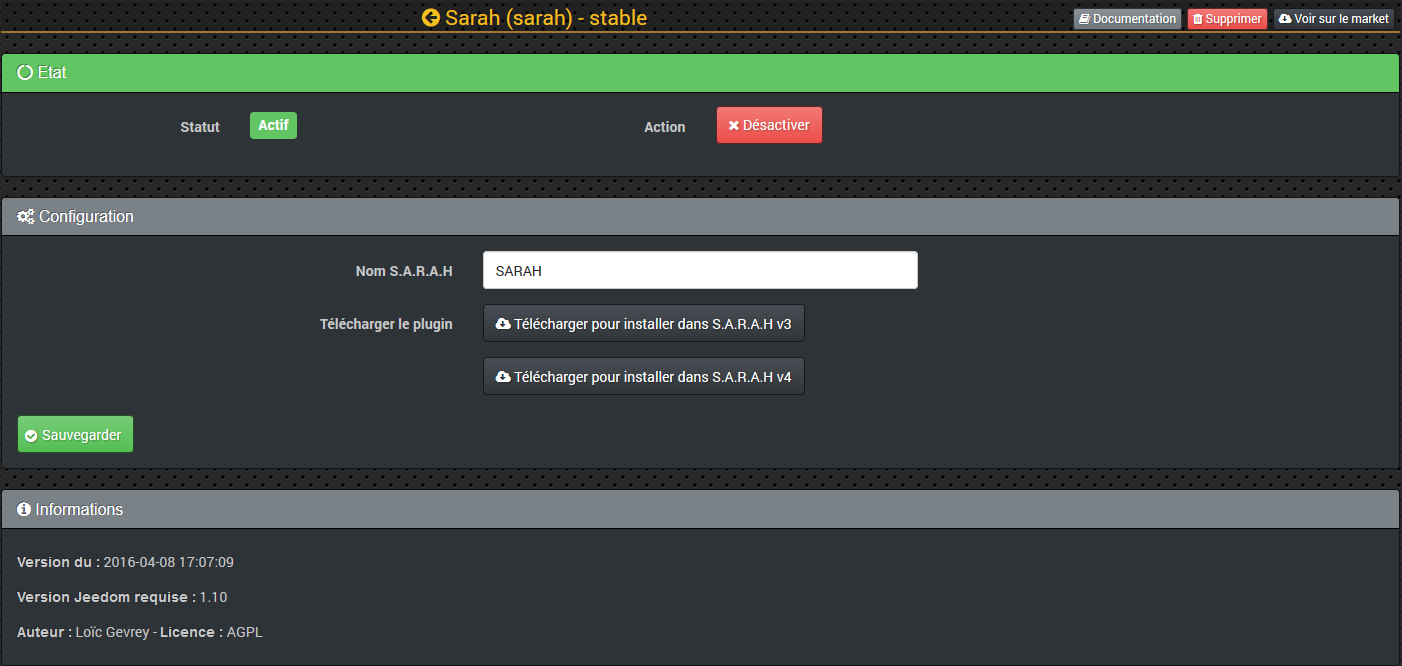 Sarah (sarah) - stable
Documentation
Supprimer
Voir sur le market
Etat
Statut Actif Action Désactiver
Configuration
Nom S.A.R.A.H SARAH
Télécharger le plugin Télécharger pour installer dans S.A.R.A.H v3
Télécharger pour installer dans S.A.R.A.H v4
Sauvegarder
Informations
Version du : 2016-04-08 17:07:09
Version Jeedom requise : 1.10
Auteur : Loïc Gevrey - Licence : AGPL